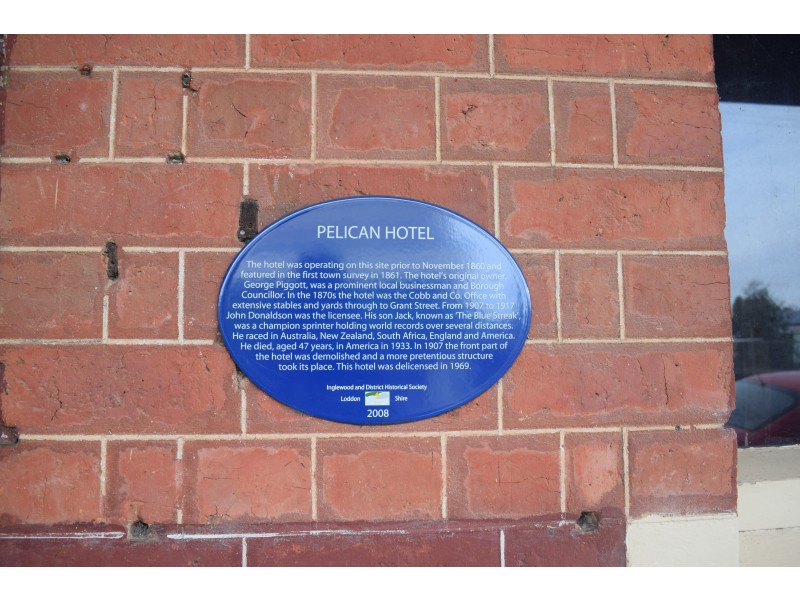 PELICAN HOTEL
The hotel was operating on this site prior to November 1860 and
featured in the first town survey in 1861. The hotel's original owner,
George Piggott, was a prominent local businessman and Borough
Councillor. In the 1870s the hotel was the Cobb and Co. Office with
extensive stables and yards through to Grant Street. From 1907 to 1917
John Donaldson was the licensee. His son Jack, known as 'The Blue Streak',
was a champion sprinter holding world records over several distances.
He raced in Australia, New Zealand, South Africa, England and America.
He died, aged 47 years, in America in 1933. In 1907 the front part of
the hotel was demolished and a more pretentious structure
took its place. This hotel was delicensed in 1969.
Inglewood and District Historical Society
Loddon Shire
2008